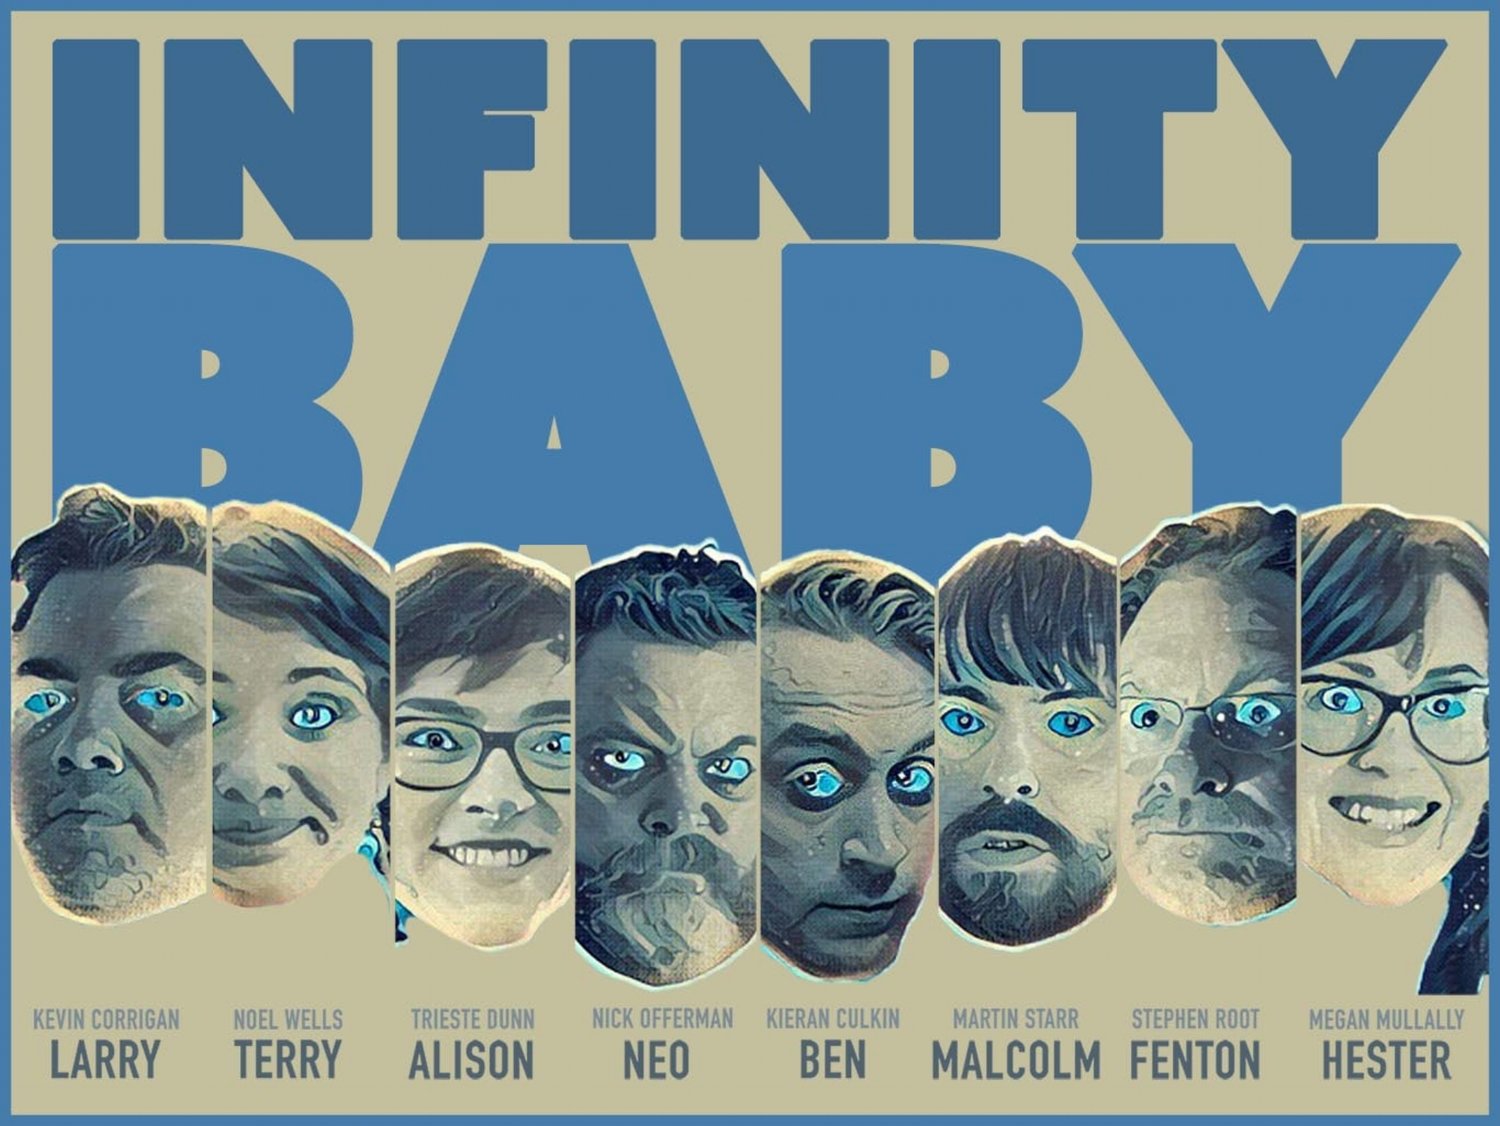 INFINITY
BABY
KEVIN CORRIGAN
LARRY
NOEL WELLS
TERRY
TRIESTE DUNN
ALISON
NICK OFFERMAN
NEO
KIERAN CULKIN
BEN
MARTIN STARR
MALCOLM
STEPHEN ROOT
FENTON
MEGAN MULLALLY
HESTER